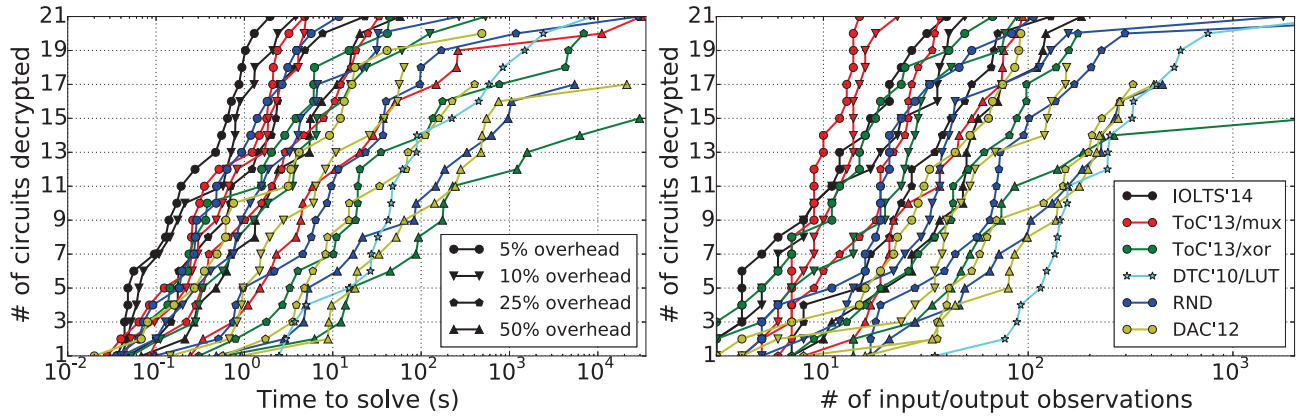 21
19
17
15
13
11
9
7
5
3
1
# of circuits decrypted
10^-2
10^-1
10^0
10^1
10^2
10^3
10^4
Time to solve (s)
5% overhead
10% overhead
25% overhead
50% overhead
21
19
17
15
13
11
9
7
5
3
1
# of circuits decrypted
10^1
10^2
10^3
# of input/output observations
IOLTS'14
ToC'13/mux
ToC'13/xor
DTC'10/LUT
RND
DAC'12